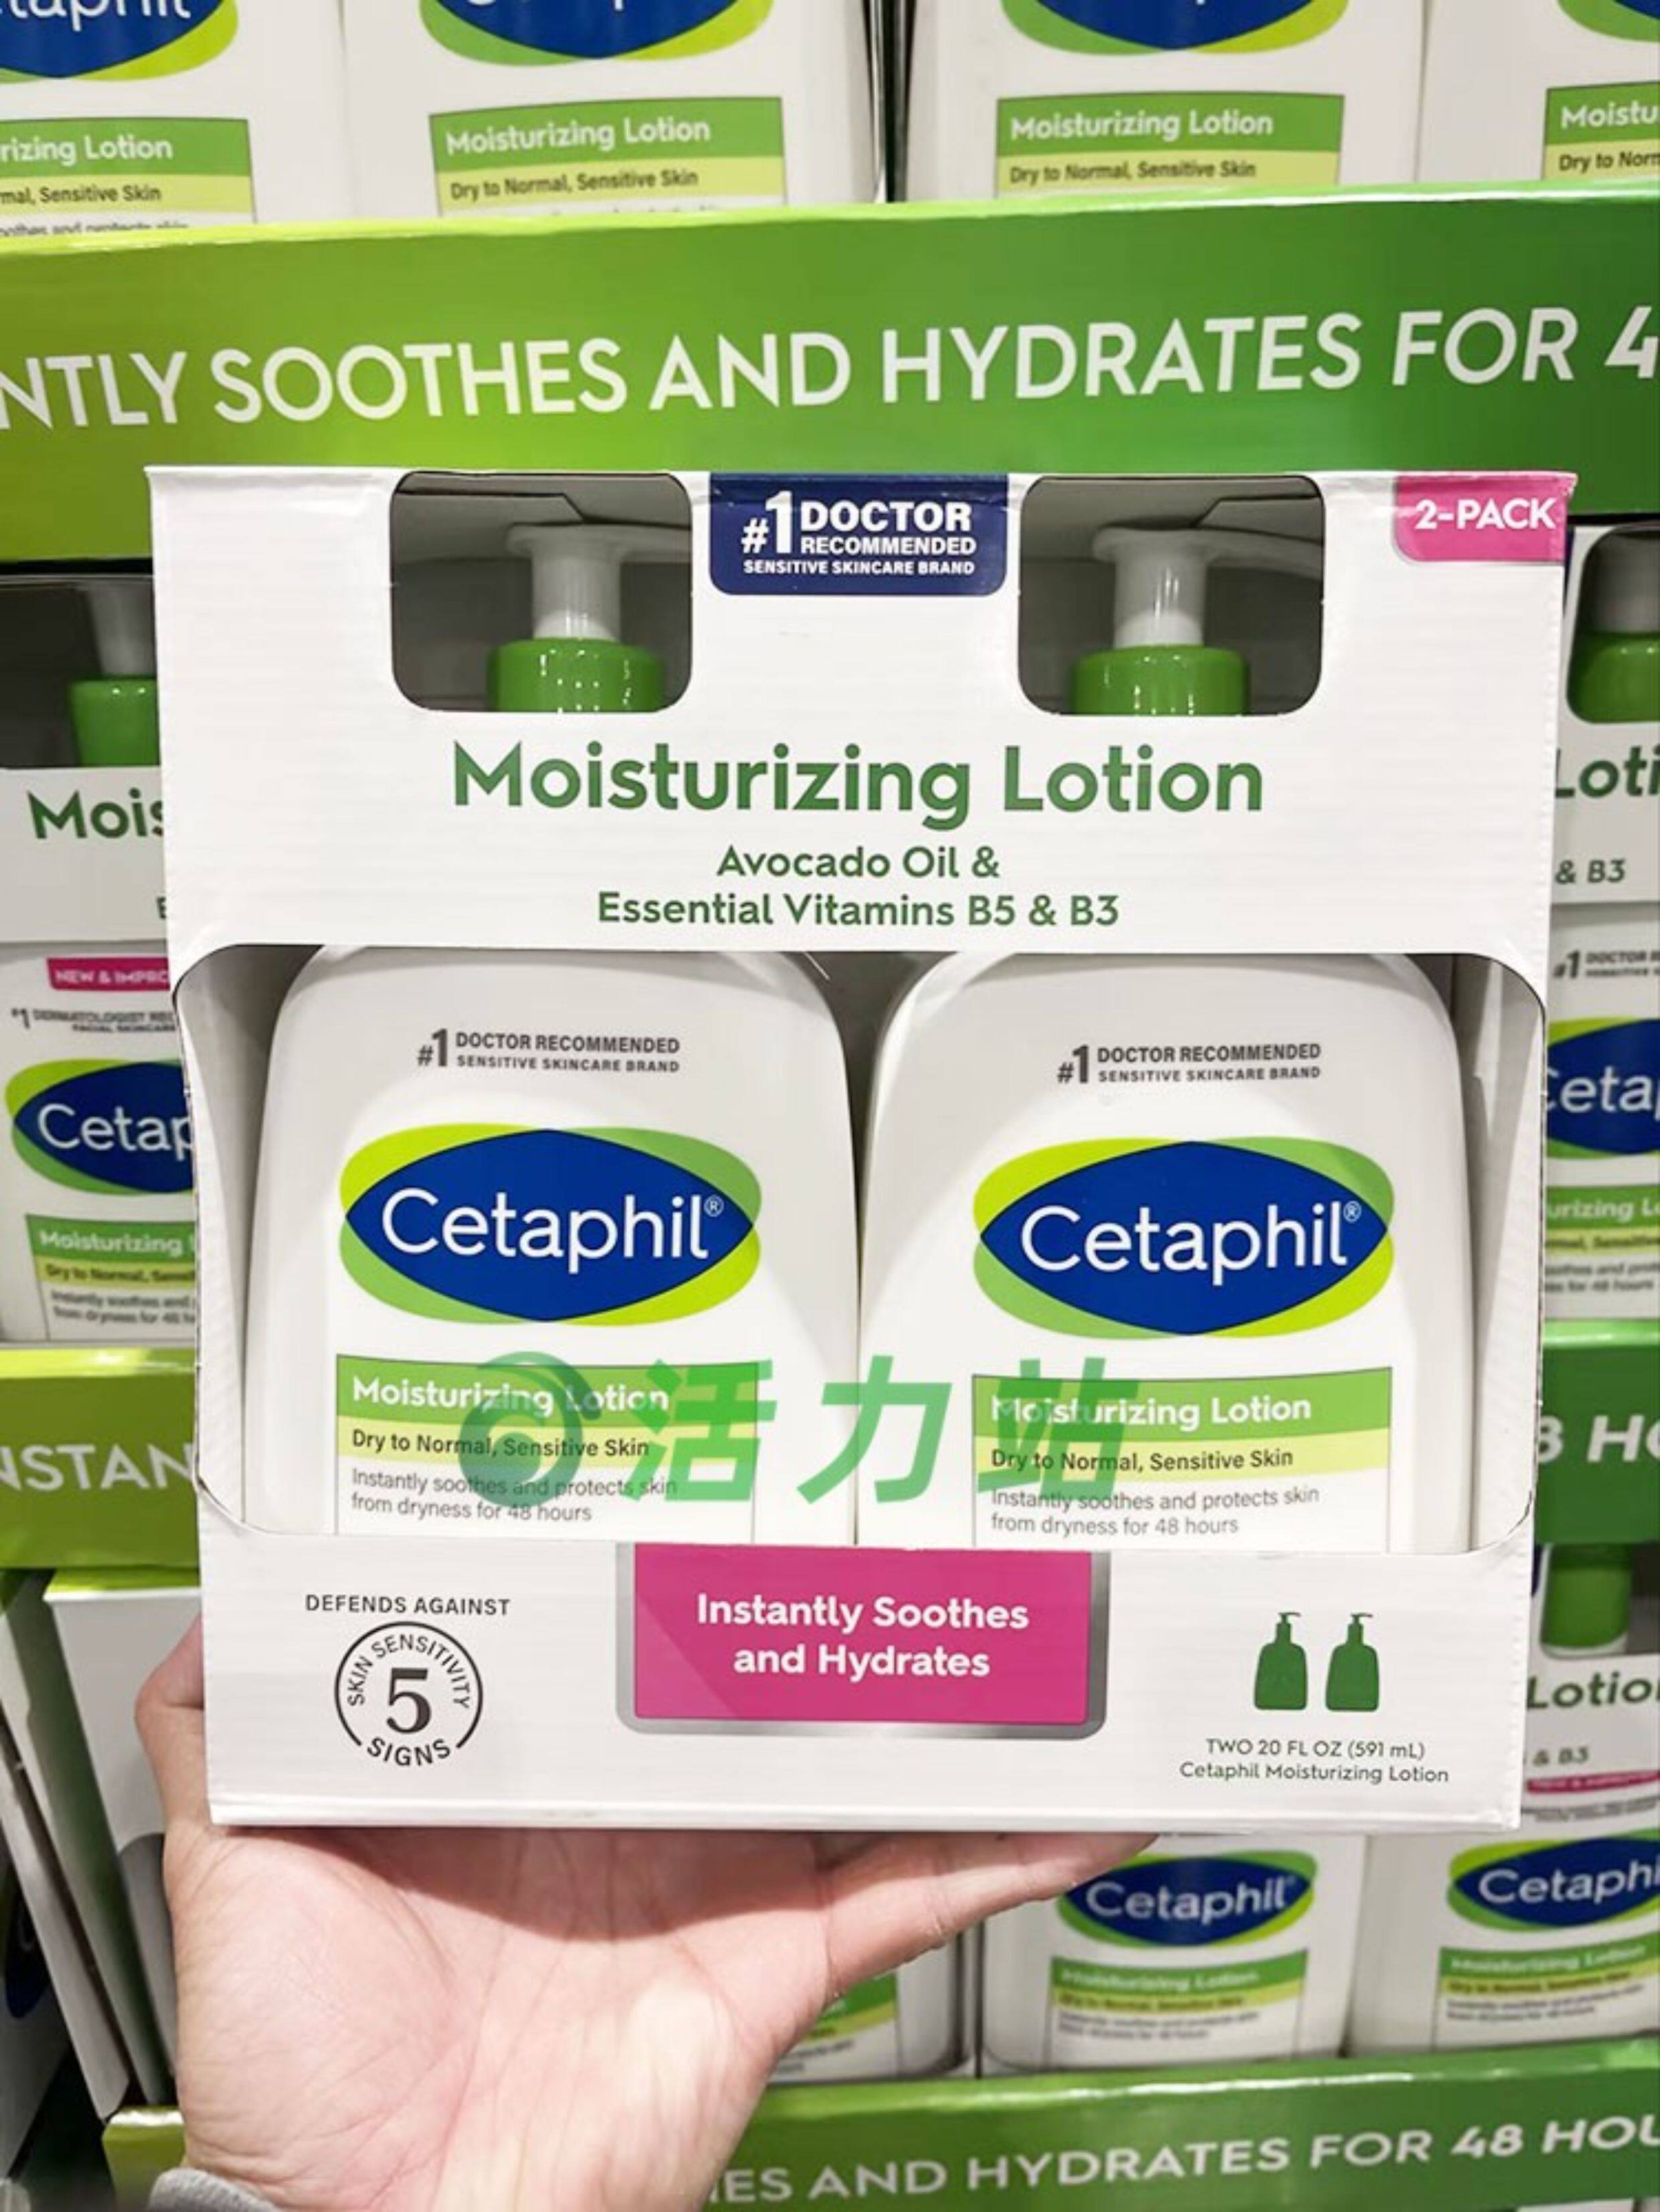 Moisturizing Lotion
Dry to Normal, Sensitive Skin
Moisturizing Lotion
Dry to Normal, Sensitive Skin
SOOTHES AND HYDRATES FOR
#1 DOCTOR
RECOMMENDED
SENSITIVE SKINCARE BRAND
2-PACK
Moisturizing Lotion
Avocado Oil &
Essential Vitamins B5 & B3
#1 DOCTOR RECOMMENDED
SENSITIVE SKINCARE BRAND
Cetaphil®
Moisturizing Lotion
Dry to Normal, Sensitive Skin
Instantly soothes and protects skin
from dryness for 48 hours
#1 DOCTOR RECOMMENDED
SENSITIVE SKINCARE BRAND
Cetaphil®
Moisturizing Lotion
Dry to Normal, Sensitive Skin
Instantly soothes and protects skin
from dryness for 48 hours
活力站
DEFENDS AGAINST
5
SKIN SENSITIVITY
SIGNS
Instantly Soothes
and Hydrates
TWO 20 FL OZ (591 mL)
Cetaphil Moisturizing Lotion
& B3
Cetaphil
Moisturizing Lotion
Cetaphil
Moisturizing Lotion
AND HYDRATES FOR 48